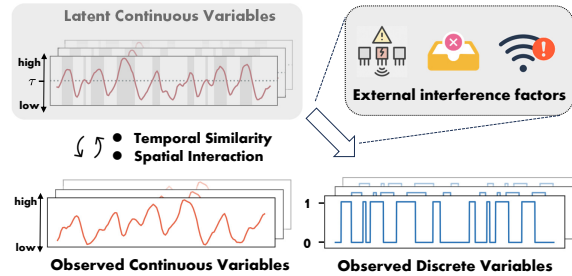 Latent Continuous Variables
high
τ
low
External interference factors
● Temporal Similarity
● Spatial Interaction
high
low
1
0
Observed Continuous Variables
Observed Discrete Variables